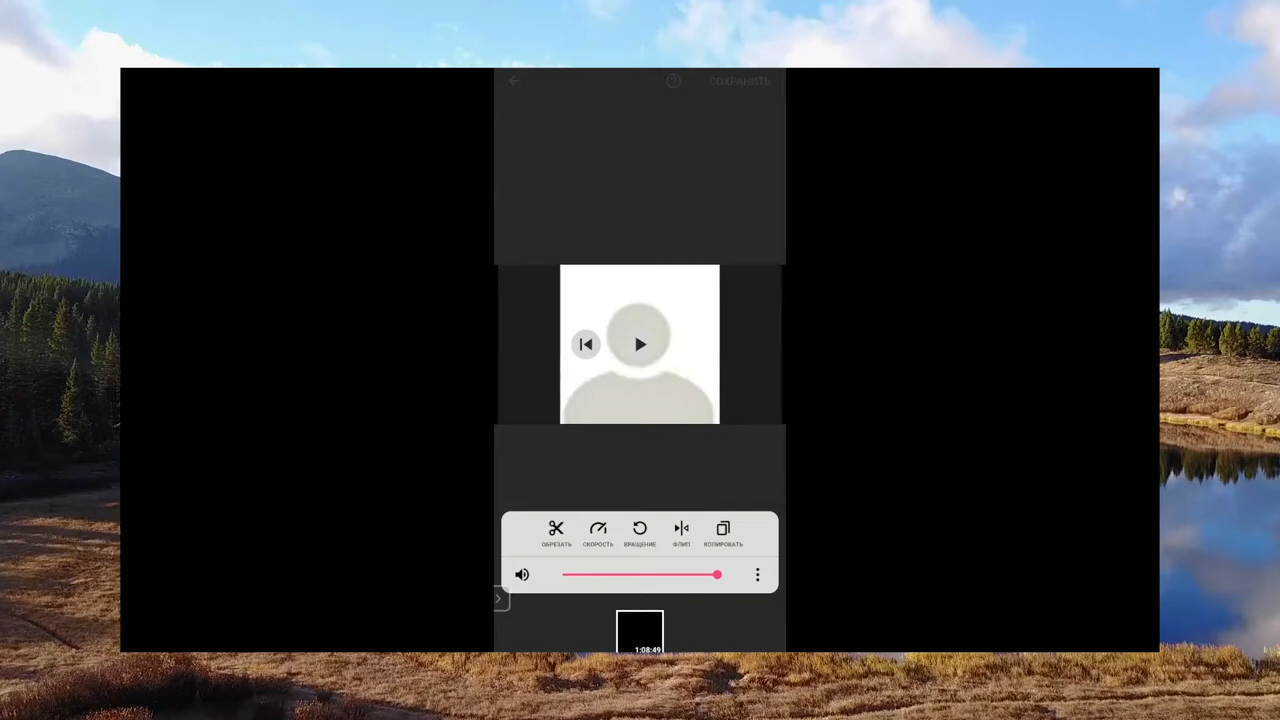 СОХРАНИТЬ
ОБРЕЗАТЬ СКОРОСТЬ ВРАЩЕНИЕ ФЛИП КОПИРОВАТЬ
1:08:49